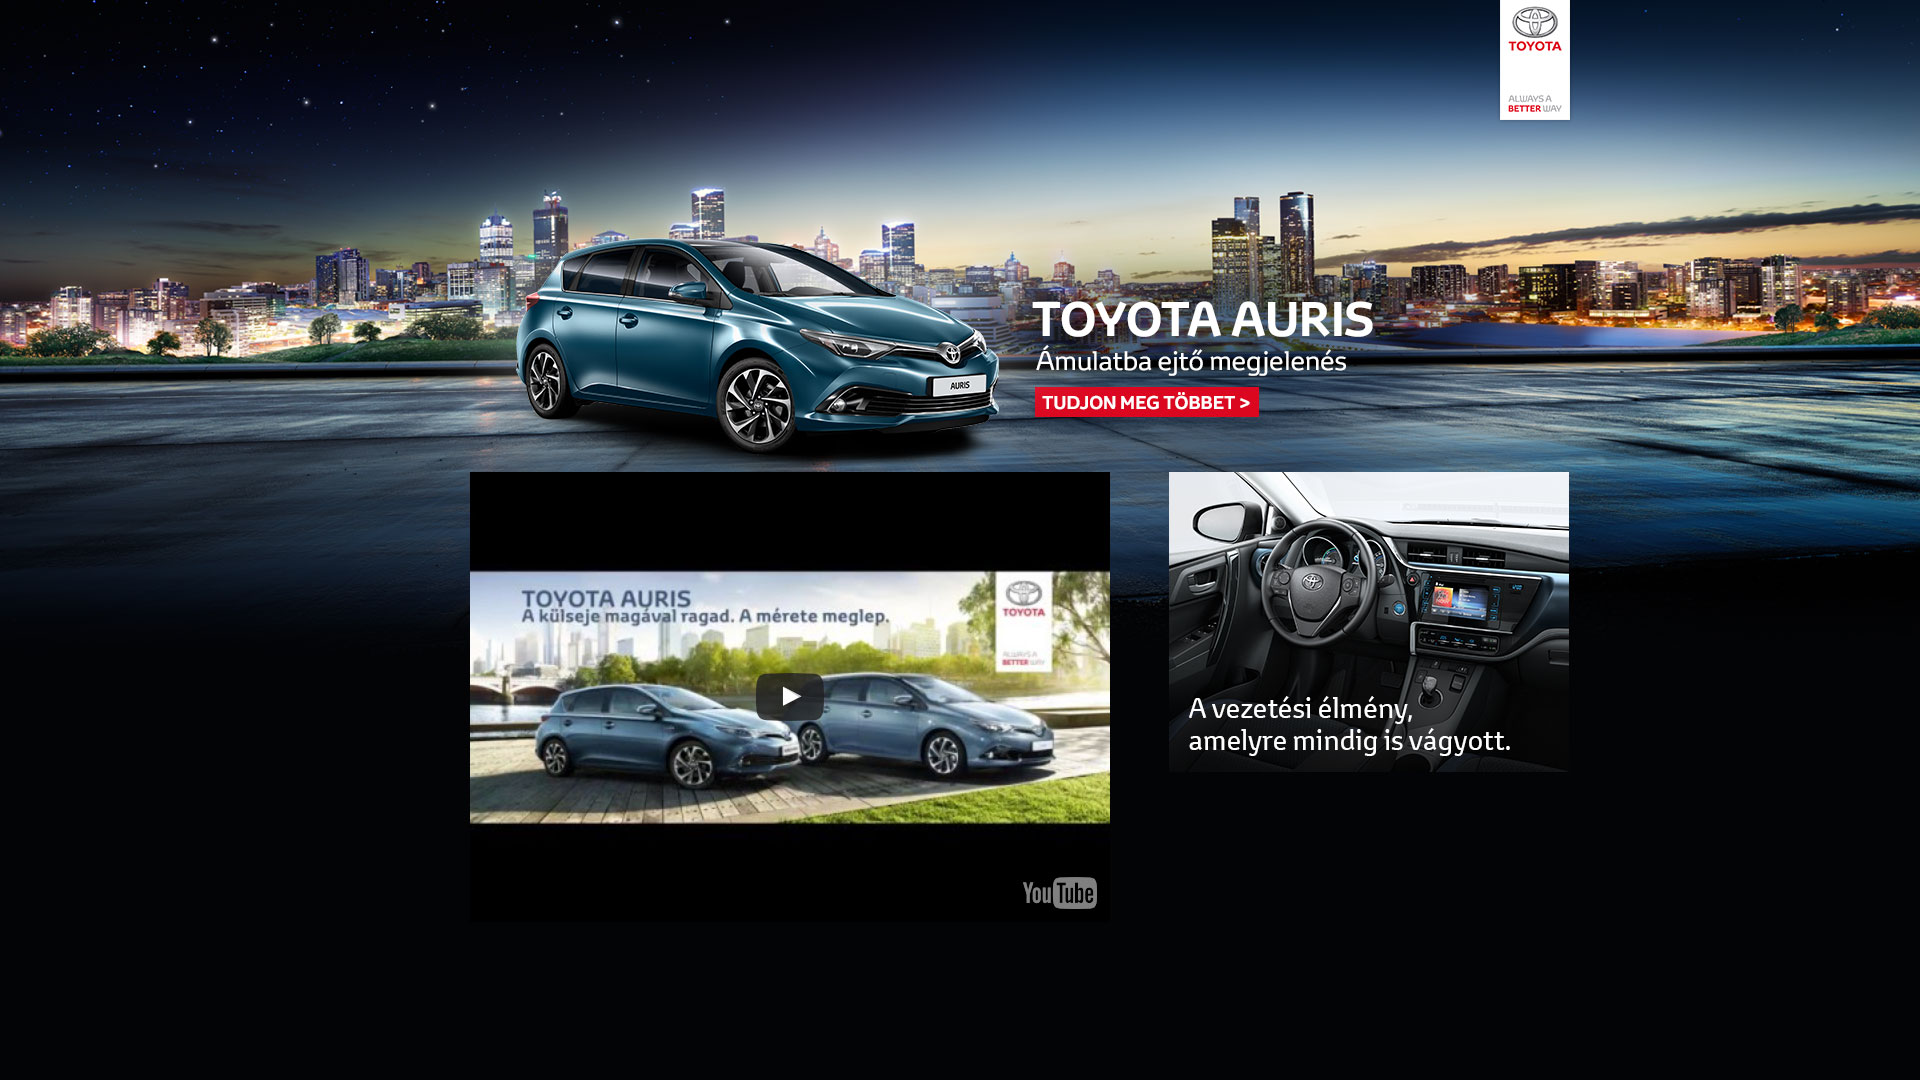 TOYOTA
ALWAYS A
BETTER WAY
TOYOTA AURIS
Ámulatba ejtő megjelenés
TUDJON MEG TÖBBET >
AURIS
TOYOTA AURIS
A külseje magával ragad. A mérete meglep.
TOYOTA
ALWAYS A
BETTER WAY
YouTube
A vezetési élmény,
amelyre mindig is vágyott.